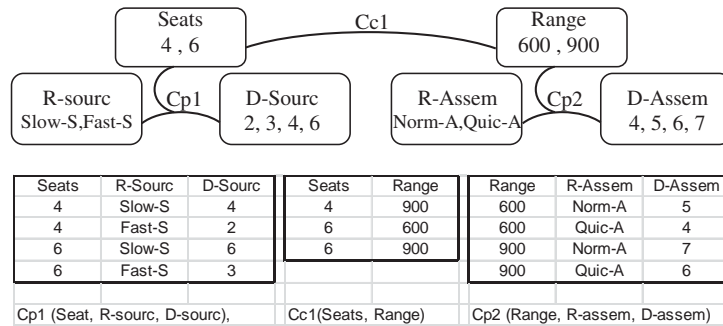 Seats
4 , 6
Cc1
Range
600 , 900
R-sourc
Slow-S,Fast-S
Cp1
D-Sourc
2, 3, 4, 6
R-Assem
Norm-A,Quic-A
Cp2
D-Assem
4, 5, 6, 7
Seats R-Sourc D-Sourc Seats Range Range R-Assem D-Assem
4 Slow-S 4 4 900 600 Norm-A 5
4 Fast-S 2 6 600 600 Quic-A 4
6 Slow-S 6 6 900 900 Norm-A 7
6 Fast-S 3 900 Quic-A 6
Cp1 (Seat, R-sourc, D-sourc), Cc1(Seats, Range) Cp2 (Range, R-assem, D-assem)